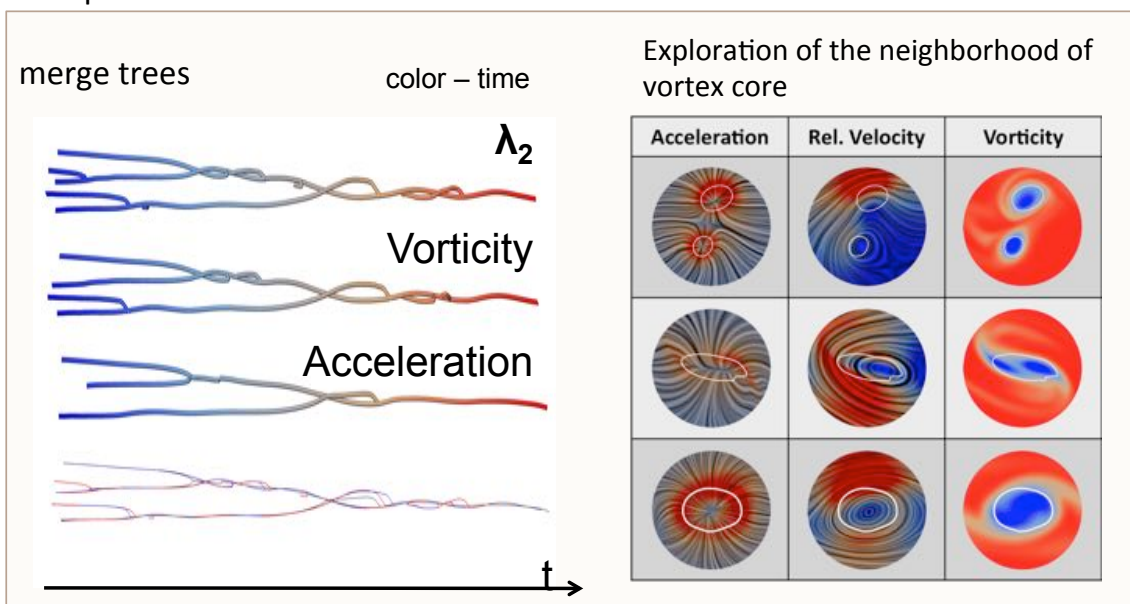 merge trees
color – time
λ2
Vorticity
Acceleration
t
Exploration of the neighborhood of
vortex core
Acceleration Rel. Velocity Vorticity